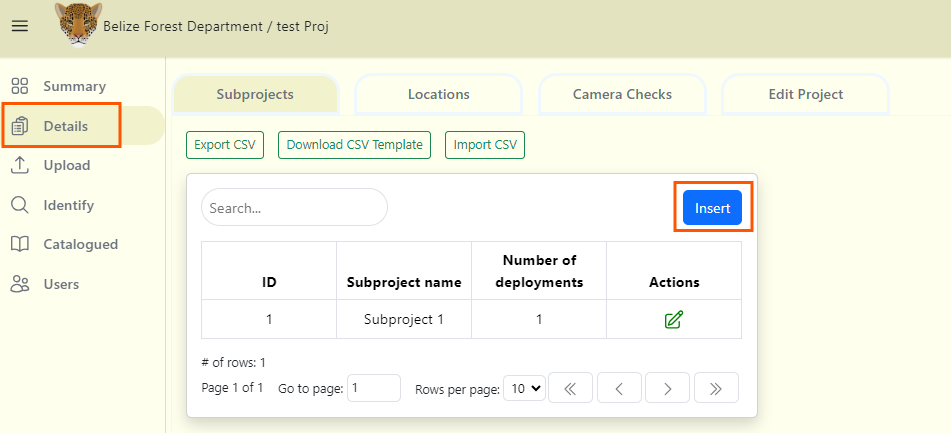 Belize Forest Department / test Proj
Summary
Details
Upload
Identify
Catalogued
Users
Subprojects Locations Camera Checks Edit Project
Export CSV Download CSV Template Import CSV
Search... Insert
ID Subproject name Number of deployments Actions
1 Subproject 1 1
# of rows: 1
Page 1 of 1 Go to page: 1 Rows per page: 10